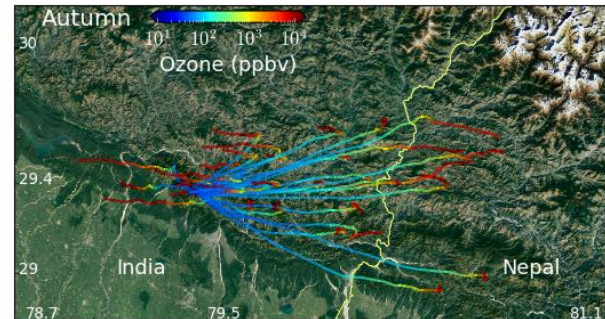 Autumn
10¹ 10² 10³ 10⁴
Ozone (ppbv)
30
29.4
29
India
Nepal
78.7
79.5
81.1